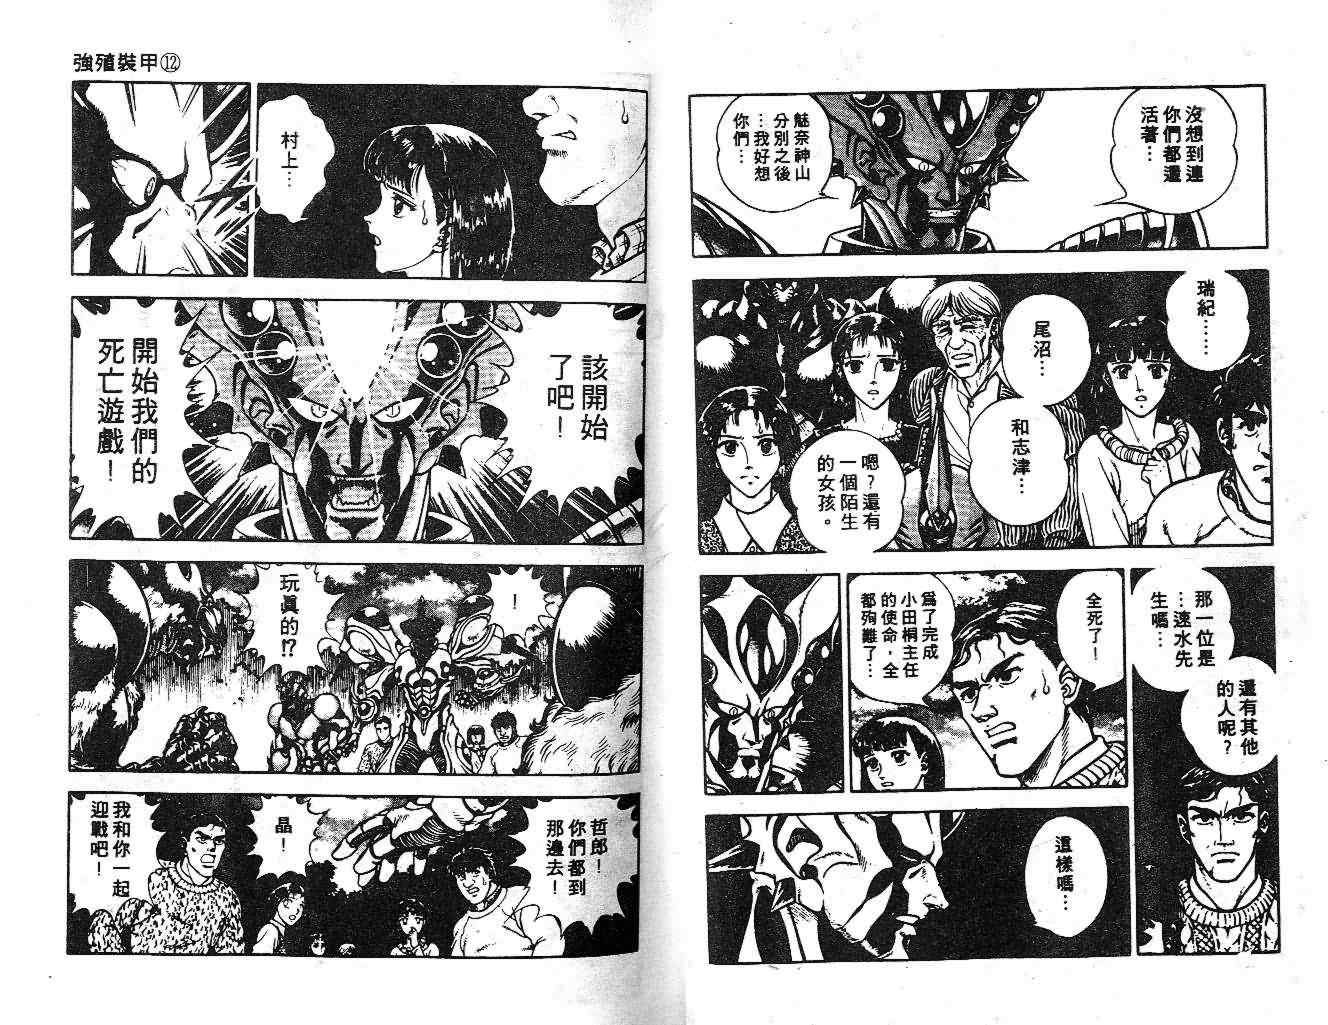 強殖裝甲⑫
沒想到連
你們都還
活著…
魅奈神山
分別之後
…我好想
你們…
瑞紀……
尾沼…
和志津…
嗯？還有
一個陌生
的女孩。
那一位是
…速水先
生嗎…
還有其他
的人呢？
全死了！
爲了完成
小田桐主任
的使命，全
都殉難了…
這樣嗎…
村上…
該開始
了吧！
開始我們的
死亡遊戲！
！
玩眞的!?
哲郎！
你們都到
那邊去！
晶！
我和你一起
迎戰吧！